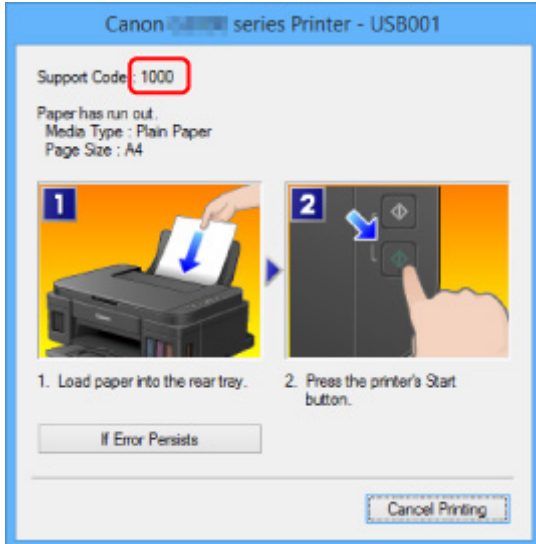 Canon series Printer - USB001
Support Code : 1000
Paper has run out.
Media Type : Plain Paper
Page Size : A4
1
2
1. Load paper into the rear tray.
2. Press the printer's Start
button.
If Error Persists
Cancel Printing